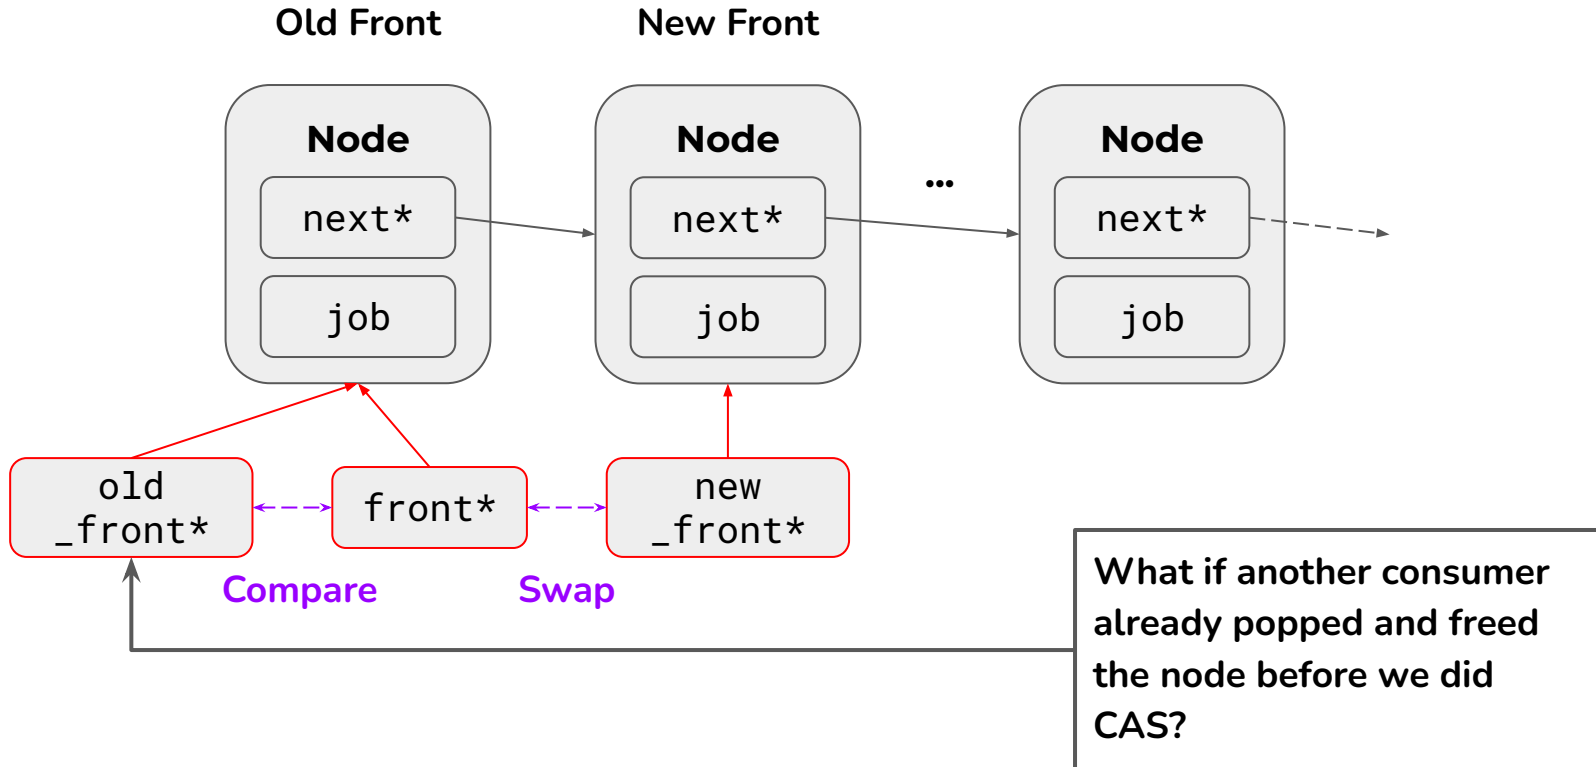 Old Front
New Front
Node
next*
job
Node
next*
job
...
Node
next*
job
old
_front*
front*
new
_front*
Compare
Swap
What if another consumer
already popped and freed
the node before we did
CAS?